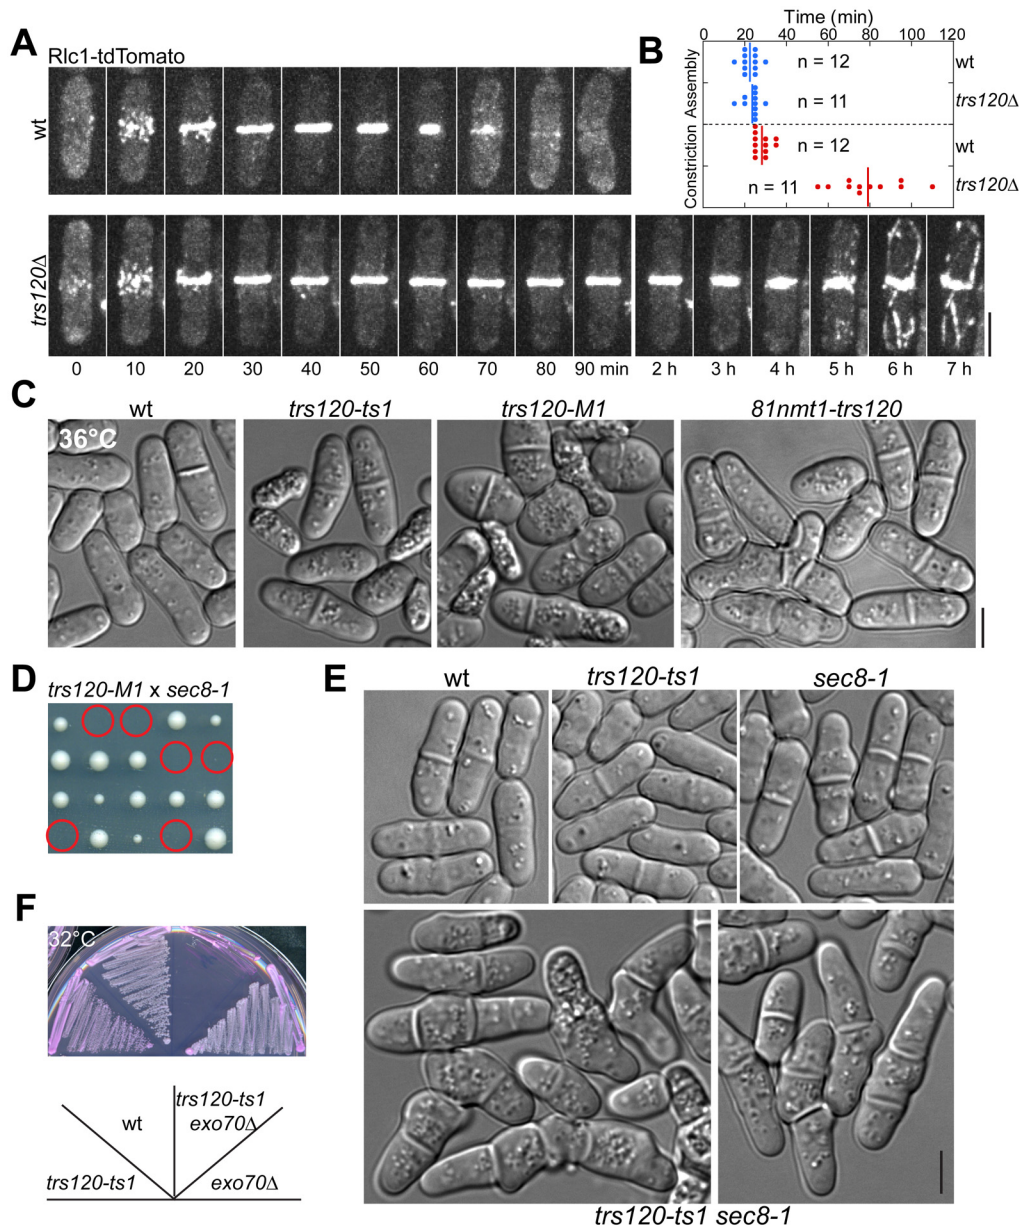 A
Rlc1-tdTomato
wt
trs120Δ
0 10 20 30 40 50 60 70 80 90 min 2 h 3 h 4 h 5 h 6 h 7 h
B
Time (min)
0 20 40 60 80 100 120
Constriction Assembly
n = 12 wt
n = 11 trs120Δ
n = 12 wt
n = 11 trs120Δ
C
wt trs120-ts1 trs120-M1 81nmt1-trs120
36°C
D
trs120-M1 x sec8-1
E
wt trs120-ts1 sec8-1
trs120-ts1 sec8-1
F
32°C
trs120-ts1
wt exo70Δ
trs120-ts1 exo70Δ